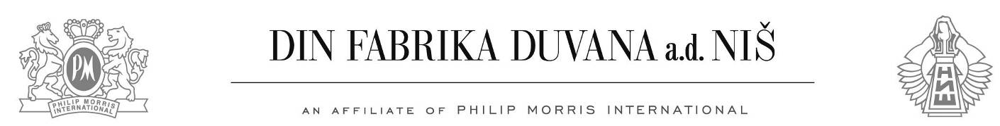 PM
PHILIP MORRIS
INTERNATIONAL
DIN FABRIKA DUVANA a.d. NIŠ
AN AFFILIATE OF PHILIP MORRIS INTERNATIONAL
НИШ